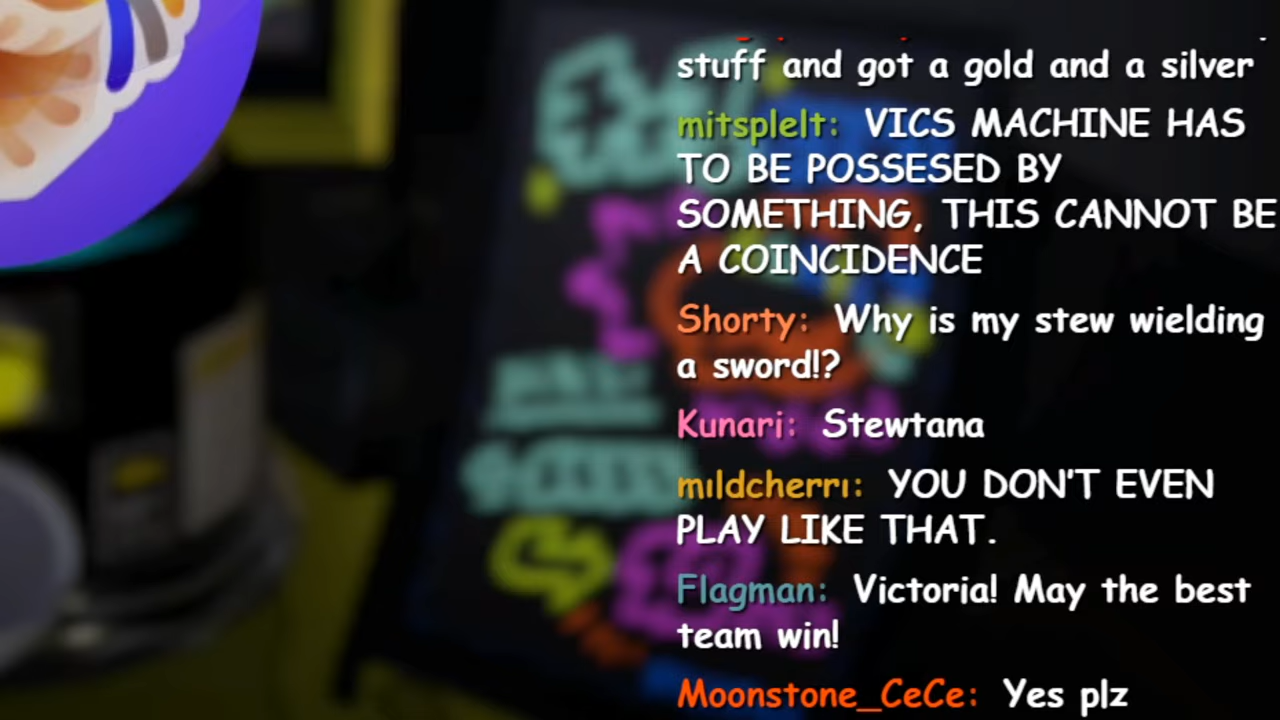 stuff and got a gold and a silver
mitsplelt: VICS MACHINE HAS
TO BE POSSESED BY
SOMETHING, THIS CANNOT BE
A COINCIDENCE
Shorty: Why is my stew wielding
a sword!?
Kunari: Stewtana
mıldcherrı: YOU DON'T EVEN
PLAY LIKE THAT.
Flagman: Victoria! May the best
team win!
Moonstone_CeCe: Yes plz